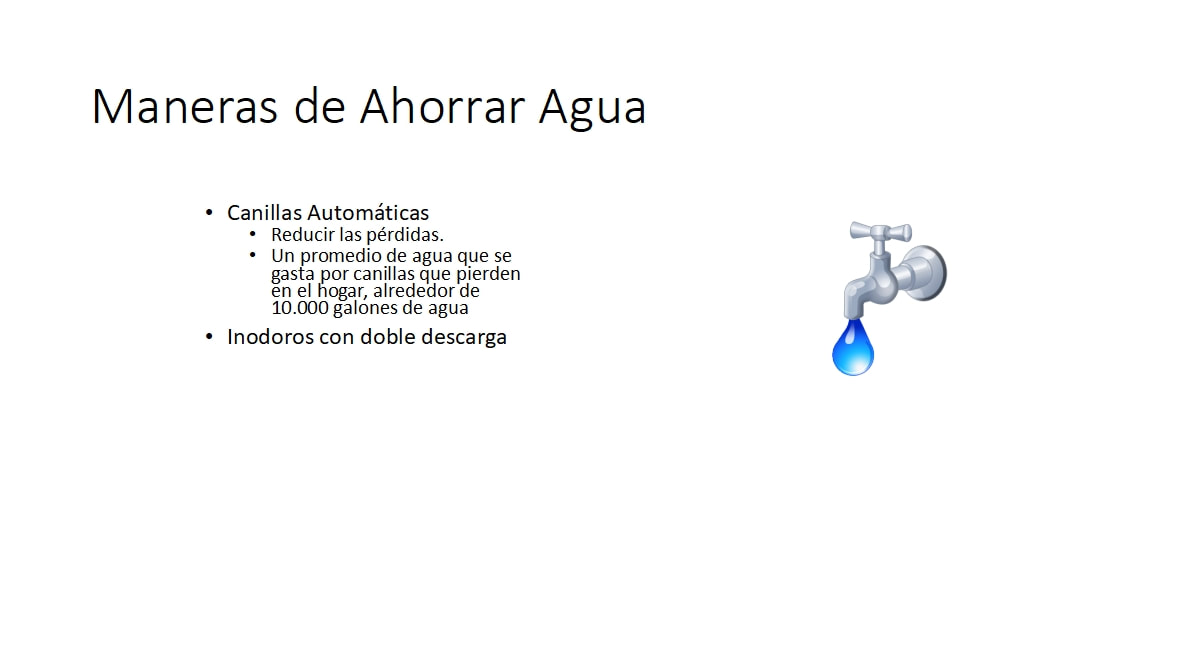 Maneras de Ahorrar Agua
• Canillas Automáticas
• Reducir las pérdidas.
• Un promedio de agua que se
gasta por canillas que pierden
en el hogar, alrededor de
10.000 galones de agua
• Inodoros con doble descarga